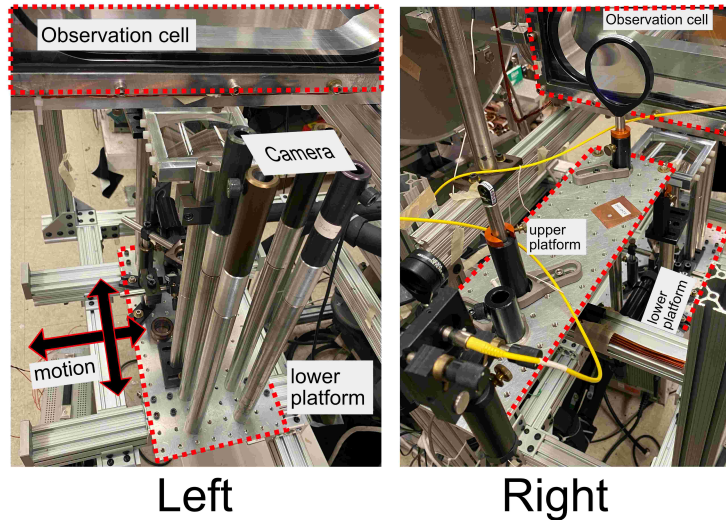 Observation cell
Camera
motion
lower
platform
Left
Observation cell
upper
platform
lower
platform
Right